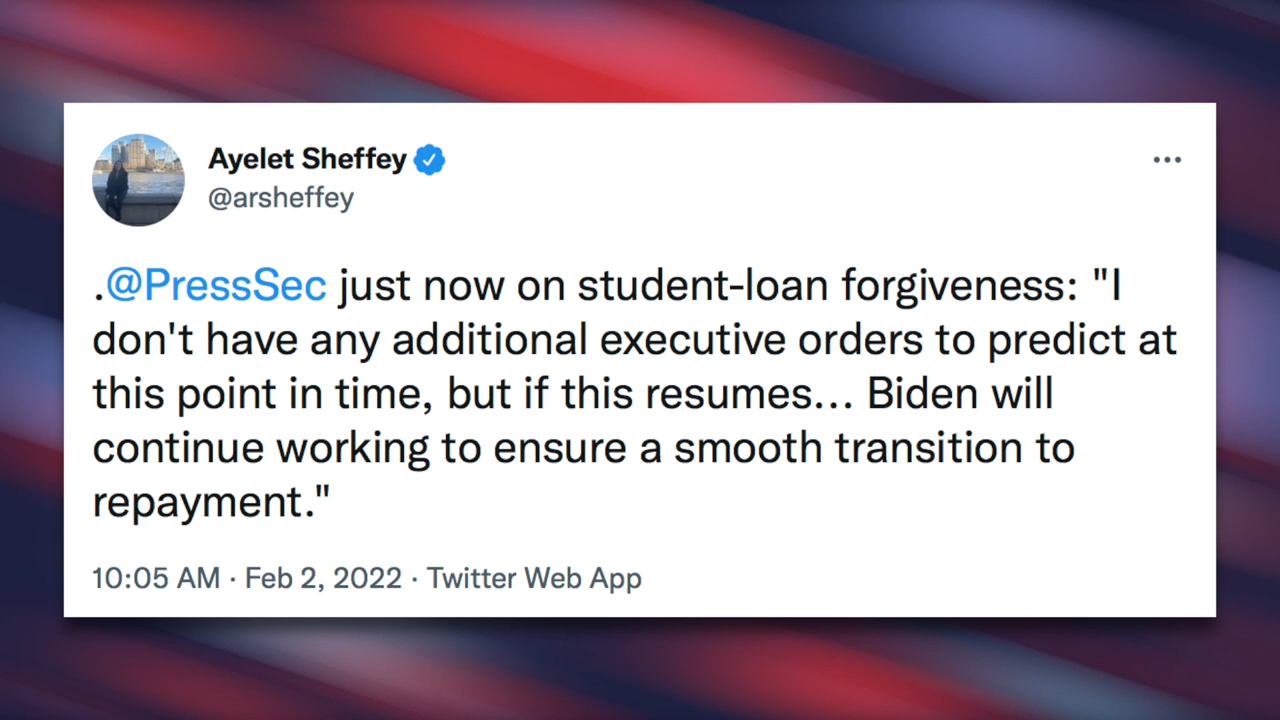 Ayelet Sheffey
@arsheffey
.@PressSec just now on student-loan forgiveness: "I
don't have any additional executive orders to predict at
this point in time, but if this resumes... Biden will
continue working to ensure a smooth transition to
repayment."
10:05 AM · Feb 2, 2022 · Twitter Web App